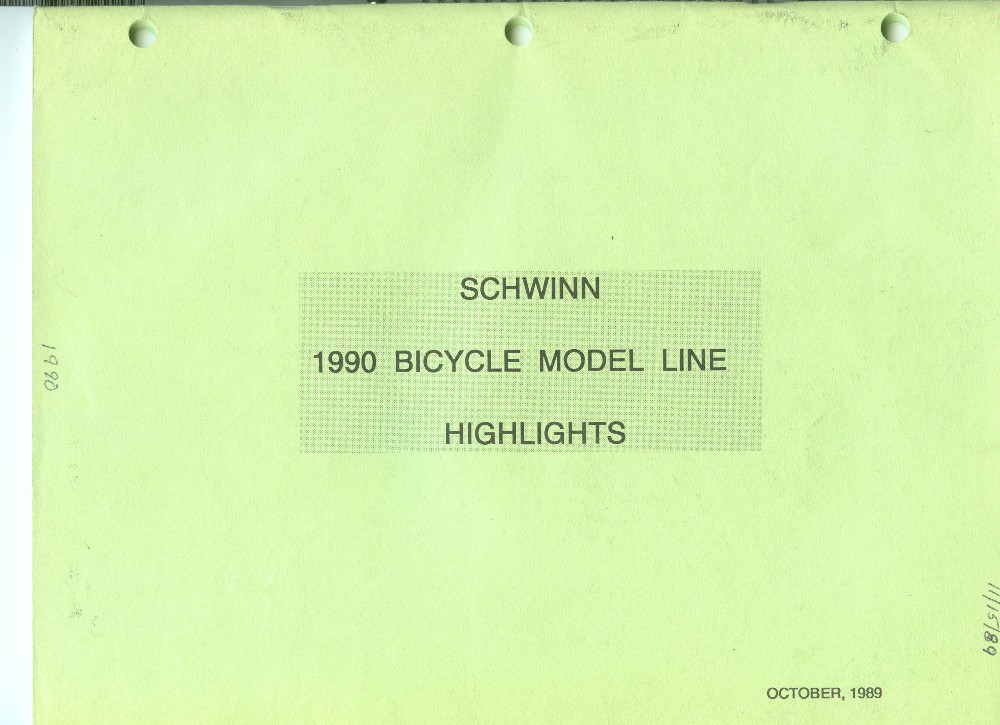 SCHWINN
1990 BICYCLE MODEL LINE
HIGHLIGHTS
1990
11/15/89
OCTOBER, 1989